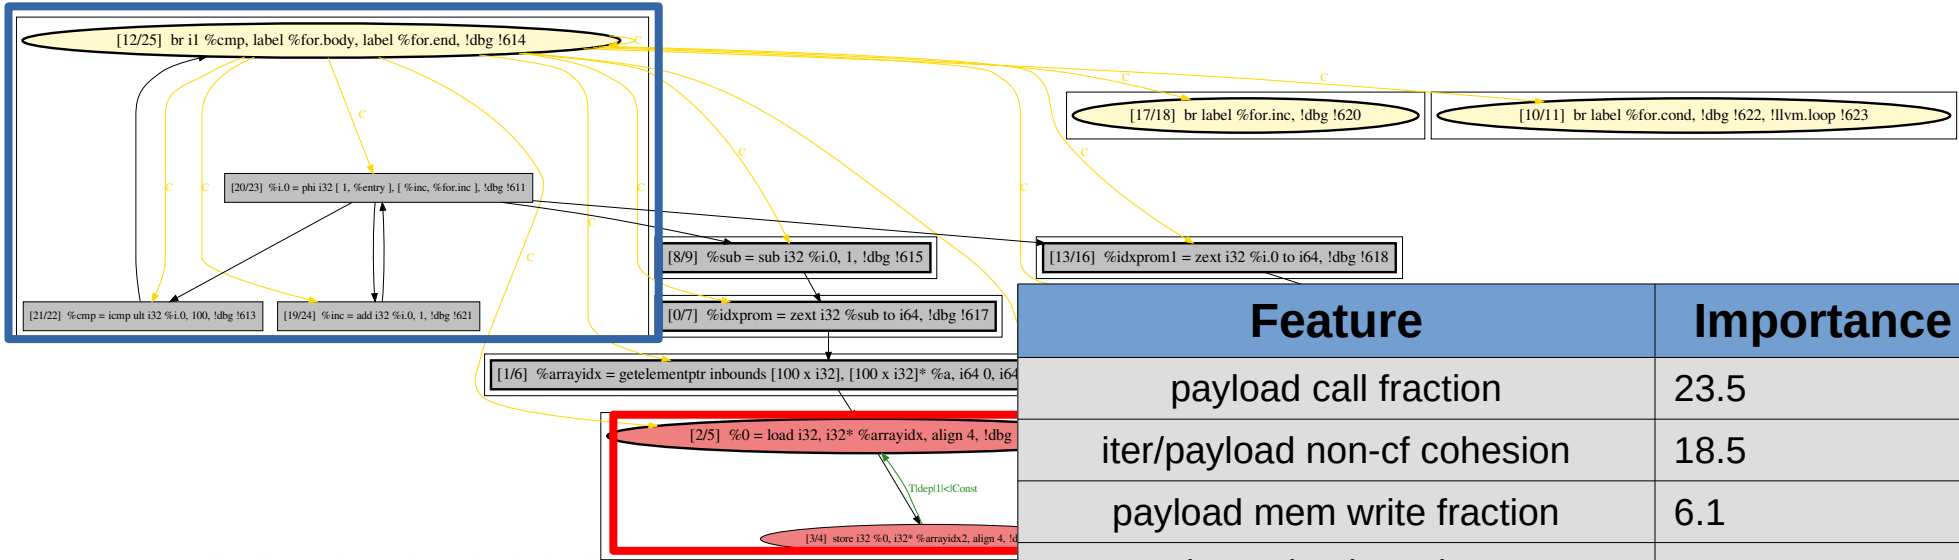 [12/25] br i1 %cmp, label %for.body, label %for.end, !dbg !614
C
C
C
[17/18] br label %for.inc, !dbg !620
[10/11] br label %for.cond, !dbg !622, !llvm.loop !623
C
C
C
C
C
C
C
[20/23] %i.0 = phi i32 [ 1, %entry ], [ %inc, %for.inc ], !dbg !611
C
C
[8/9] %sub = sub i32 %i.0, 1, !dbg !615
[13/16] %idxprom1 = zext i32 %i.0 to i64, !dbg !618
C
[21/22] %cmp = icmp ult i32 %i.0, 100, !dbg !613
[19/24] %inc = add i32 %i.0, 1, !dbg !621
[0/7] %idxprom = zext i32 %sub to i64, !dbg !617
Feature Importance
[1/6] %arrayidx = getelementptr inbounds [100 x i32], [100 x i32]* %a, i64 0, i64
payload call fraction 23.5
[2/5] %0 = load i32, i32* %arrayidx, align 4, !dbg
iter/payload non-cf cohesion 18.5
T|dep|1|<|Const
payload mem write fraction 6.1
[3/4] store i32 %0, i32* %arrayidx2, align 4, !d